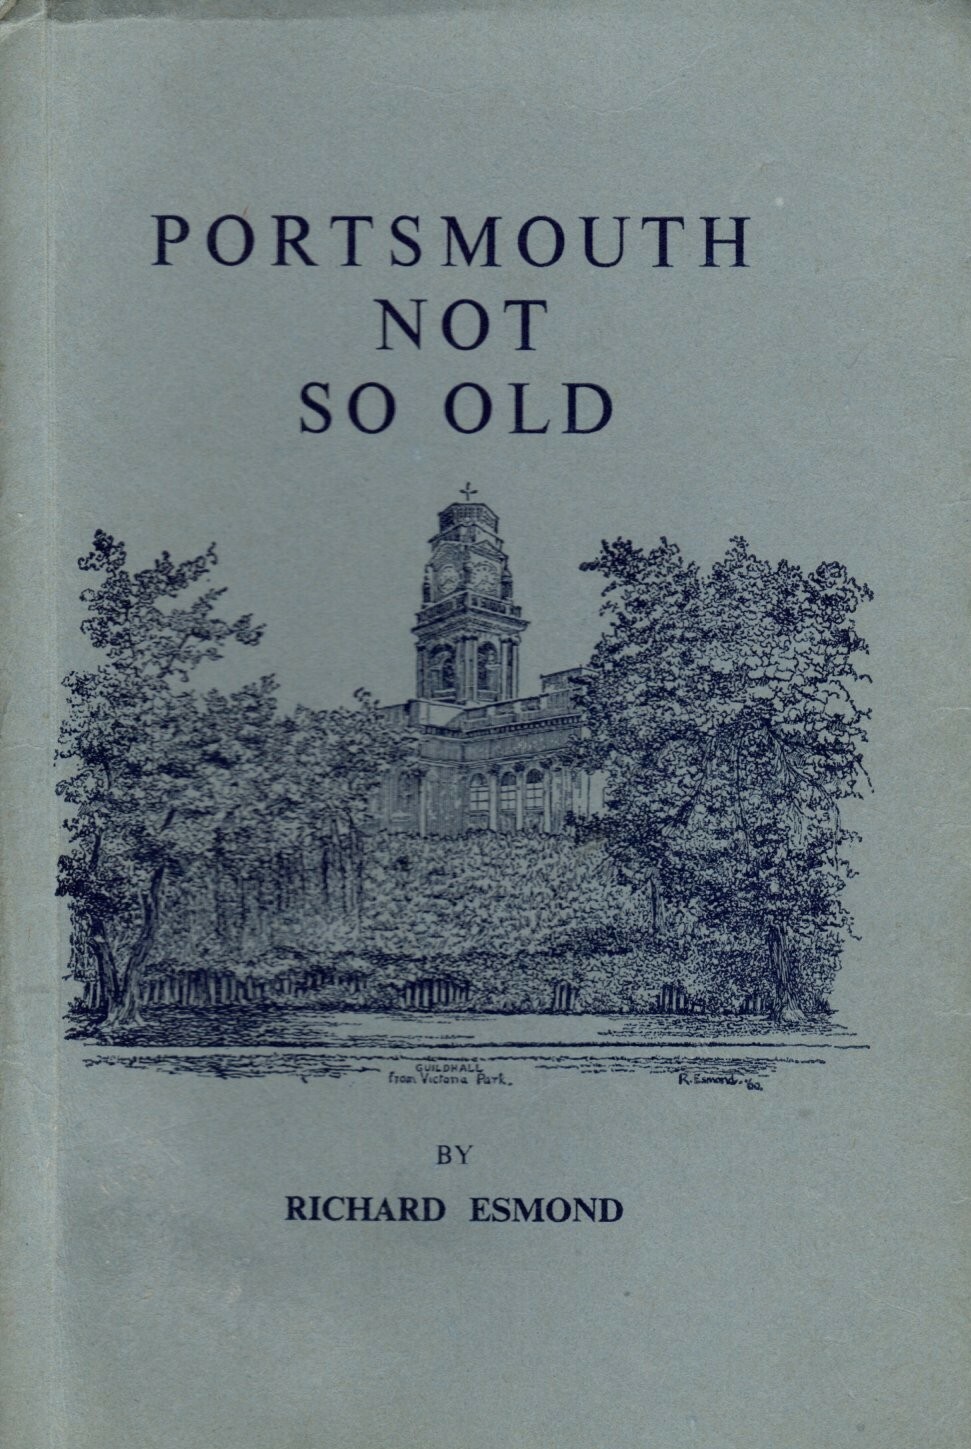 PORTSMOUTH
NOT
SO OLD
GUILDHALL
from Victoria Park.
R. Esmond. '60.
BY
RICHARD ESMOND